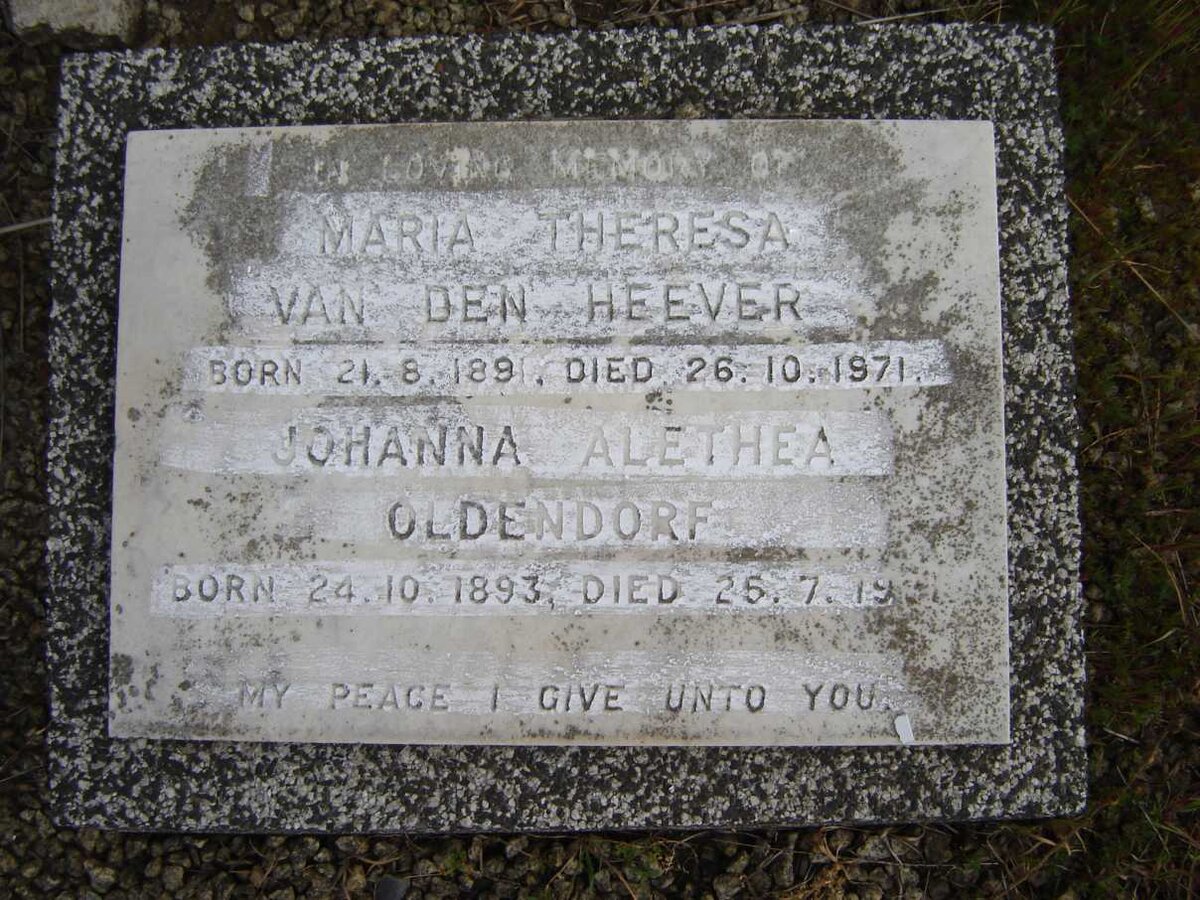 IN LOVING MEMORY OF
MARIA THERESA
VAN DEN HEEVER
BORN 21.8.1891, DIED 26.10.1971.
JOHANNA ALETHEA
OLDENDORF
BORN 24.10.1893, DIED 25.7.
MY PEACE I GIVE UNTO YOU.